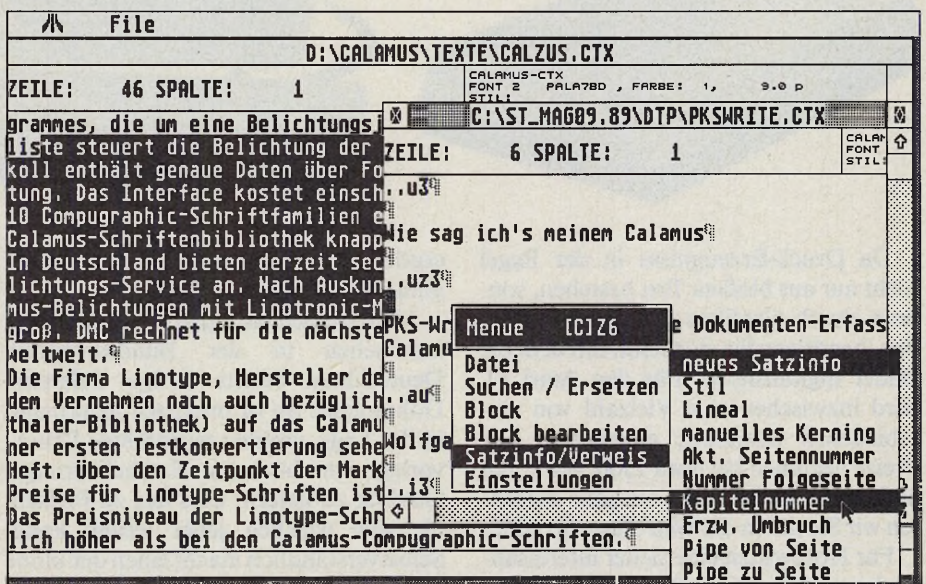 File
D:\CALAMUS\TEXTE\CALZUS.CTX
ZEILE: 46 SPALTE: 1
CALAMUS-CTX
FONT 2 PALA7BD , FARBE: 1, 9.0 p
STIL:
grammes, die um eine Belichtungs
liste steuert die Belichtung der
koll enthält genaue Daten über Fo
tung. Das Interface kostet einsch
10 Compugraphic-Schriftfamilien e
Calamus-Schriftenbibliothek knapp
In Deutschland bieten derzeit sec
lichtungs-Service an. Nach Auskun
mus-Belichtungen mit Linotronic-M
groß. DMC rechnet für die nächste
weltweit.
Die Firma Linotype, Hersteller de
dem Vernehmen nach auch bezüglich
thaler-Bibliothek) auf das Calamu
ner ersten Testkonvertierung sehe
Heft. Über den Zeitpunkt der Mark
Preise für Linotype-Schriften ist
Das Preisniveau der Linotype-Schr
lich höher als bei den Calamus-Compugraphic-Schriften.
C:\ST_MAG09.89\DTP\PKSWRITE.CTX
ZEILE: 6 SPALTE: 1
CALAM
FONT
STIL:
..u3
Wie sag ich's meinem Calamus
..uz3
PKS-Wr
e Dokumenten-Erfass
Calamu
..au
Wolfga
..i3
Menue [C]Z6
Datei
Suchen / Ersetzen
Block
Block bearbeiten
Satzinfo/Verweis
Einstellungen
neues Satzinfo
Stil
Lineal
manuelles Kerning
Akt. Seitennummer
Nummer Folgeseite
Kapitelnummer
Erzw. Umbruch
Pipe von Seite
Pipe zu Seite